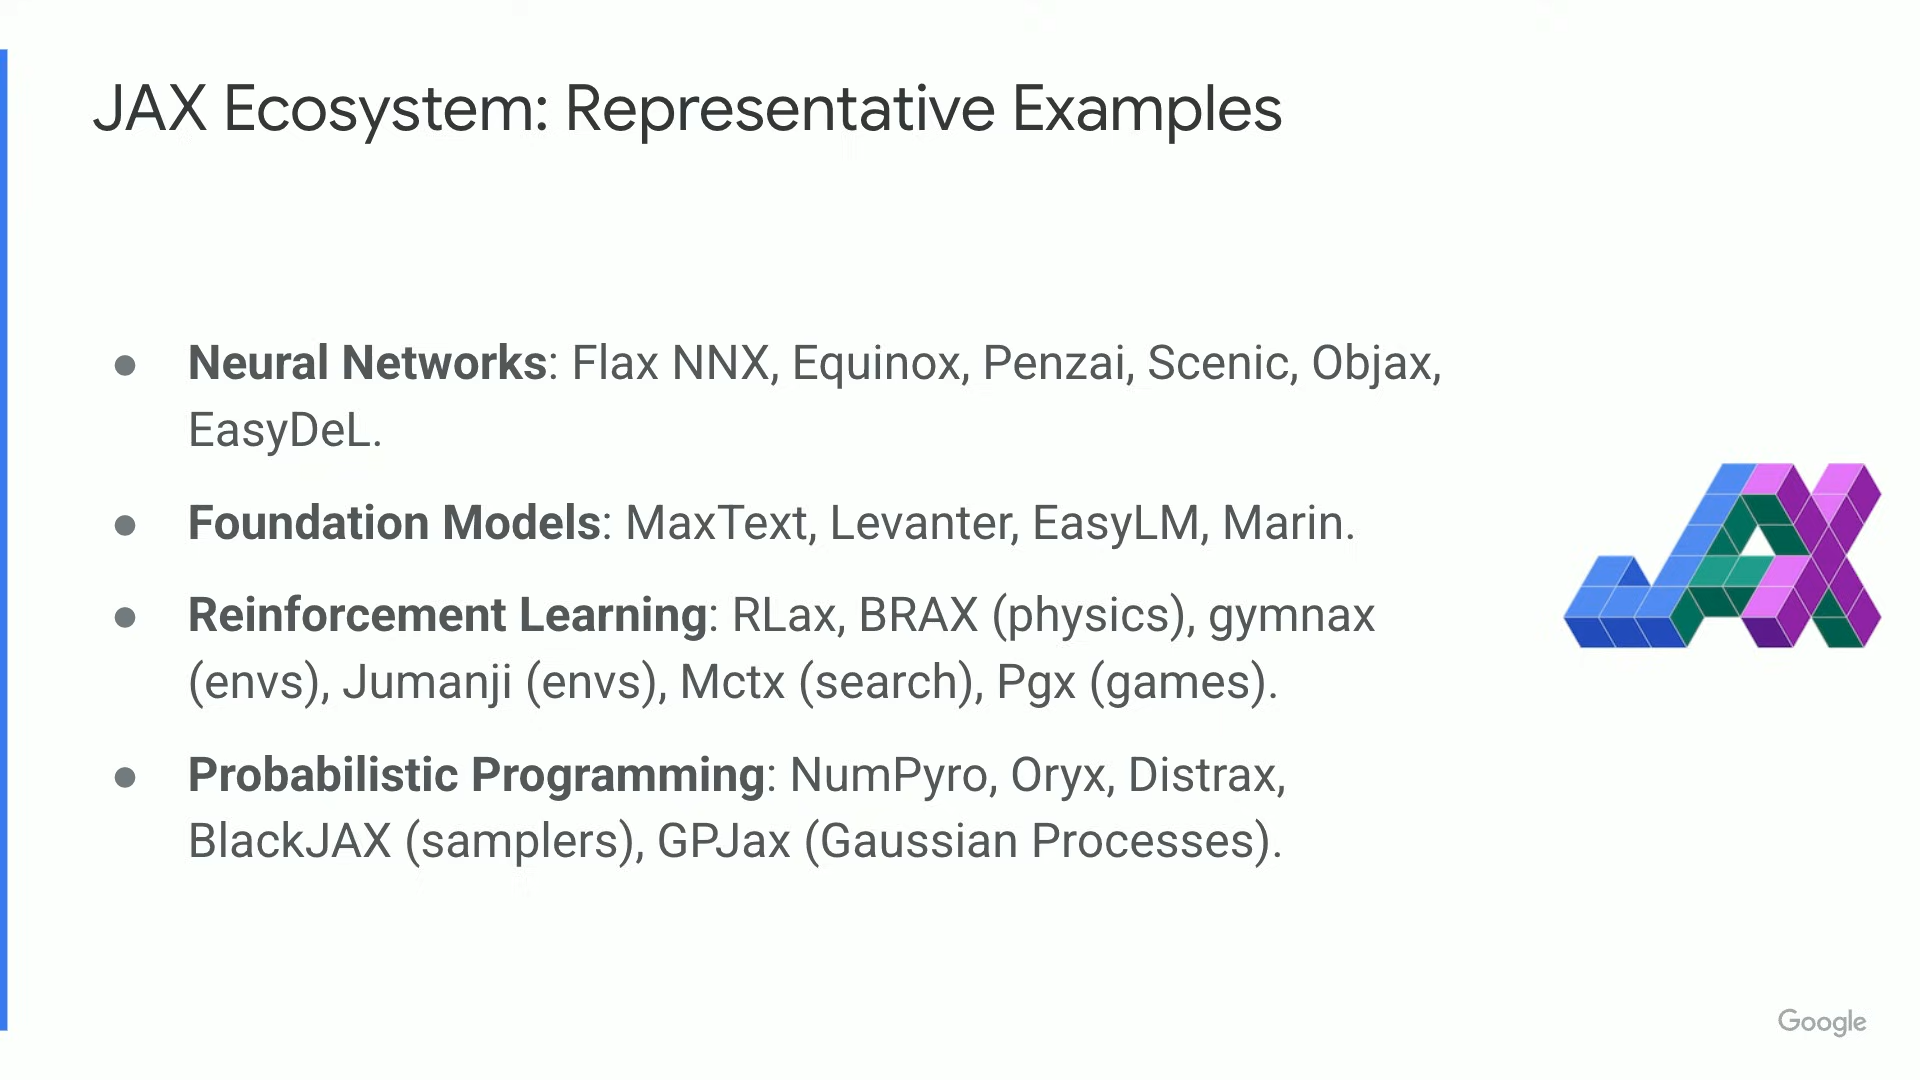 JAX Ecosystem: Representative Examples
● Neural Networks: Flax NNX, Equinox, Penzai, Scenic, Objax,
EasyDeL.
● Foundation Models: MaxText, Levanter, EasyLM, Marin.
● Reinforcement Learning: RLax, BRAX (physics), gymnax
(envs), Jumanji (envs), Mctx (search), Pgx (games).
● Probabilistic Programming: NumPyro, Oryx, Distrax,
BlackJAX (samplers), GPJax (Gaussian Processes).
JAX
Google